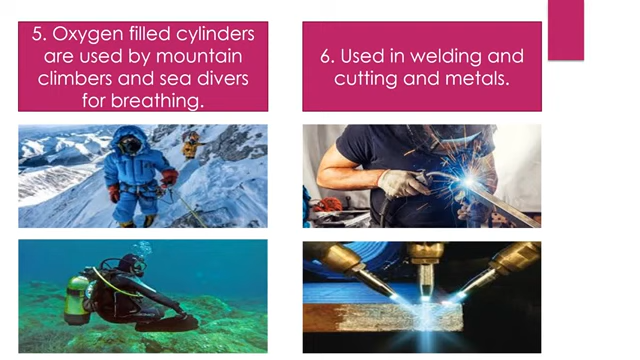 5. Oxygen filled cylinders
are used by mountain
climbers and sea divers
for breathing.
6. Used in welding and
cutting and metals.